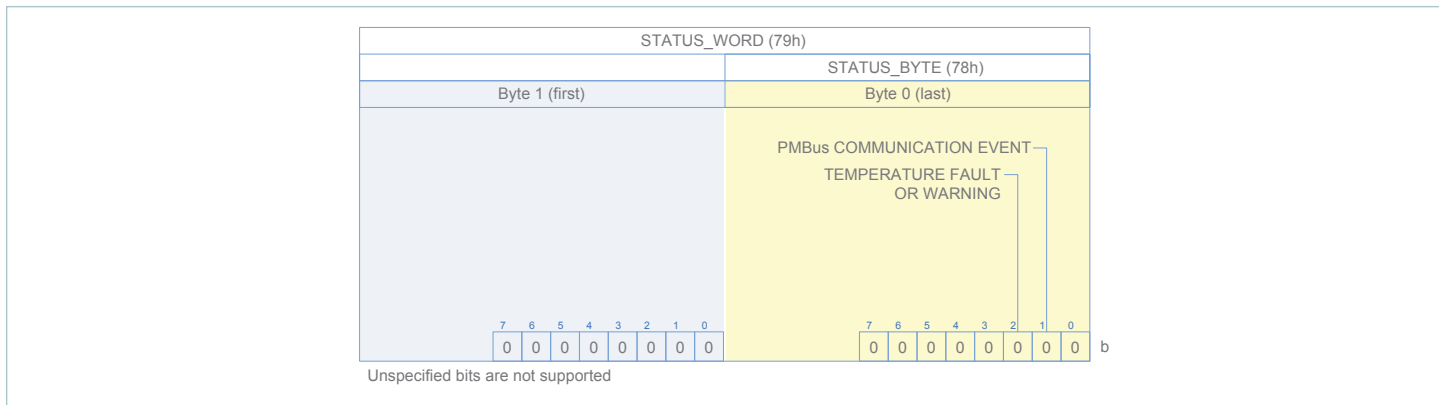 STATUS_WORD (79h)
STATUS_BYTE (78h)
Byte 1 (first) Byte 0 (last)
PMBus COMMUNICATION EVENT
TEMPERATURE FAULT
OR WARNING
7 6 5 4 3 2 1 0 7 6 5 4 3 2 1 0
0 0 0 0 0 0 0 0 0 0 0 0 0 0 0 0 b
Unspecified bits are not supported